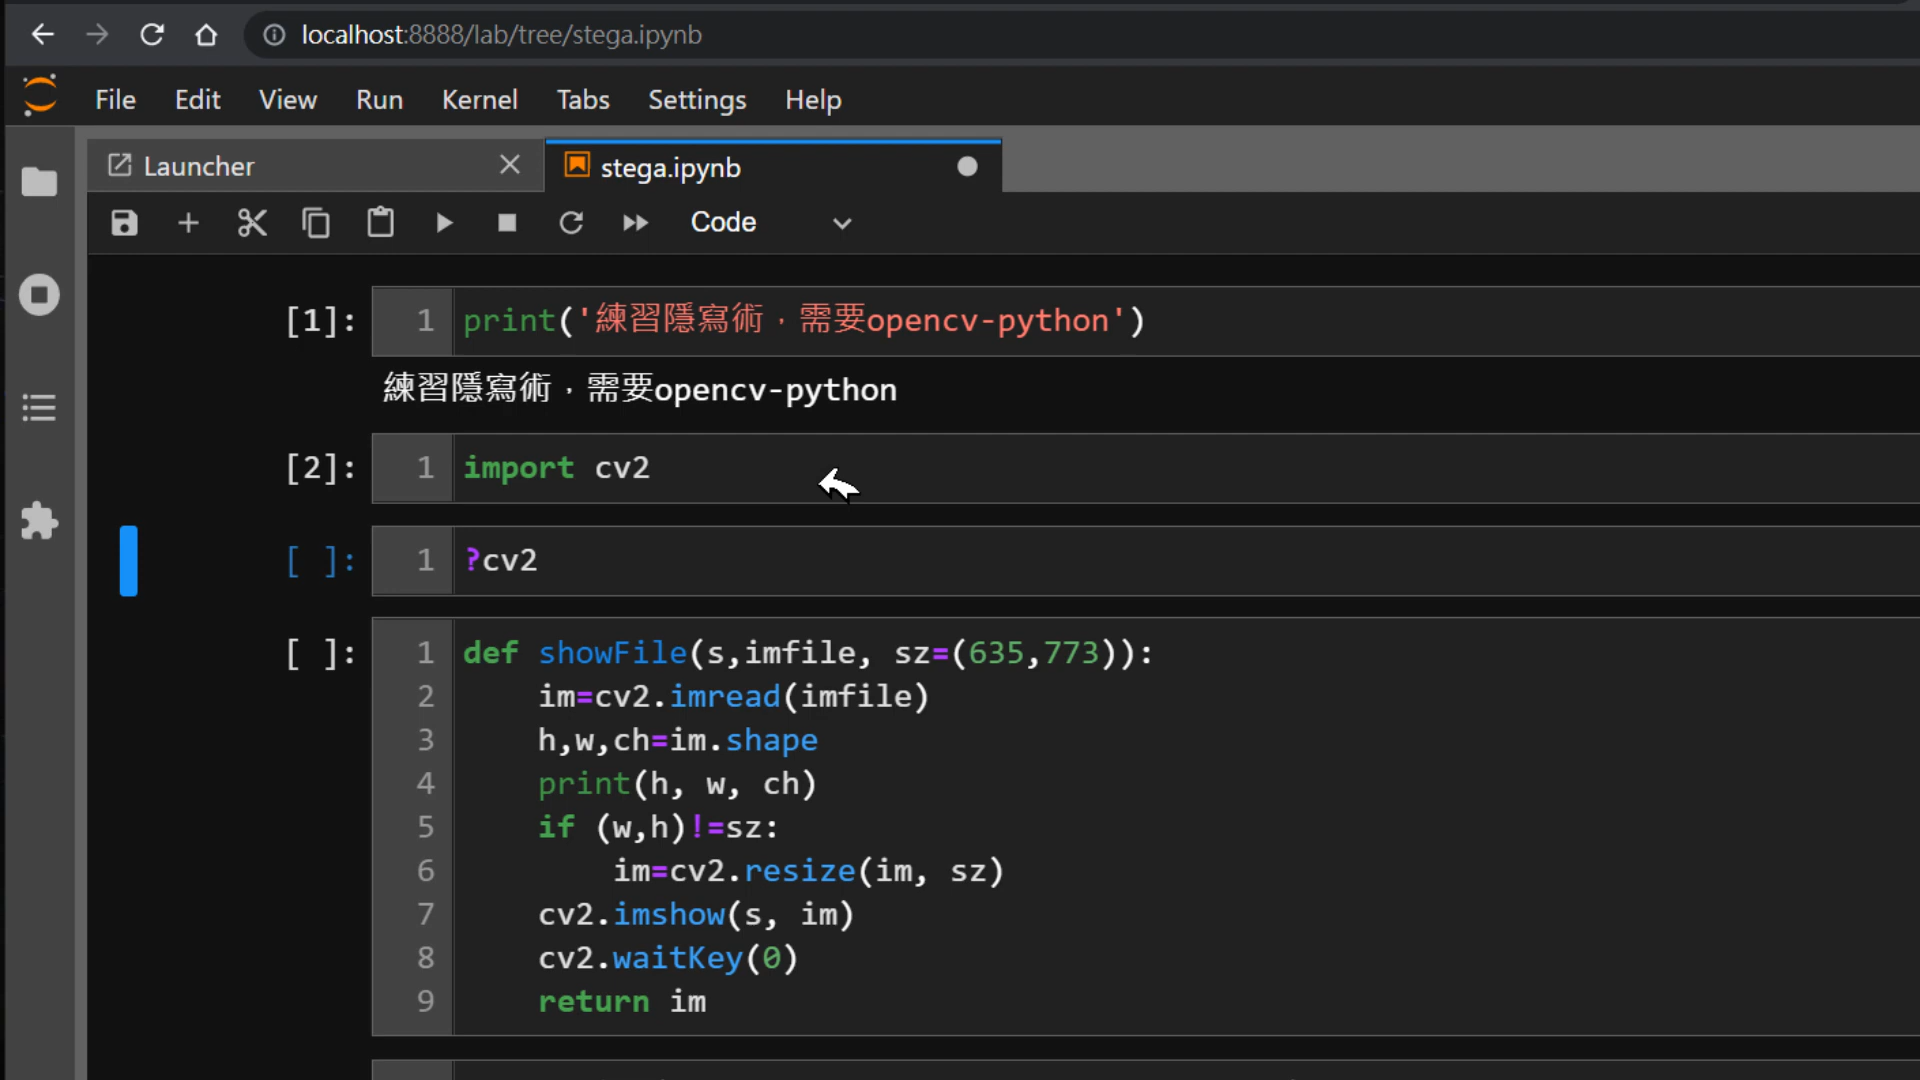 localhost:8888/lab/tree/stega.ipynb
File Edit View Run Kernel Tabs Settings Help
Launcher
stega.ipynb
Code
[1]: 1 print('練習隱寫術，需要opencv-python')
練習隱寫術，需要opencv-python
[2]: 1 import cv2
[ ]: 1 ?cv2
[ ]: 1 def showFile(s,imfile, sz=(635,773)):
2     im=cv2.imread(imfile)
3     h,w,ch=im.shape
4     print(h, w, ch)
5     if (w,h)!=sz:
6         im=cv2.resize(im, sz)
7     cv2.imshow(s, im)
8     cv2.waitKey(0)
9     return im